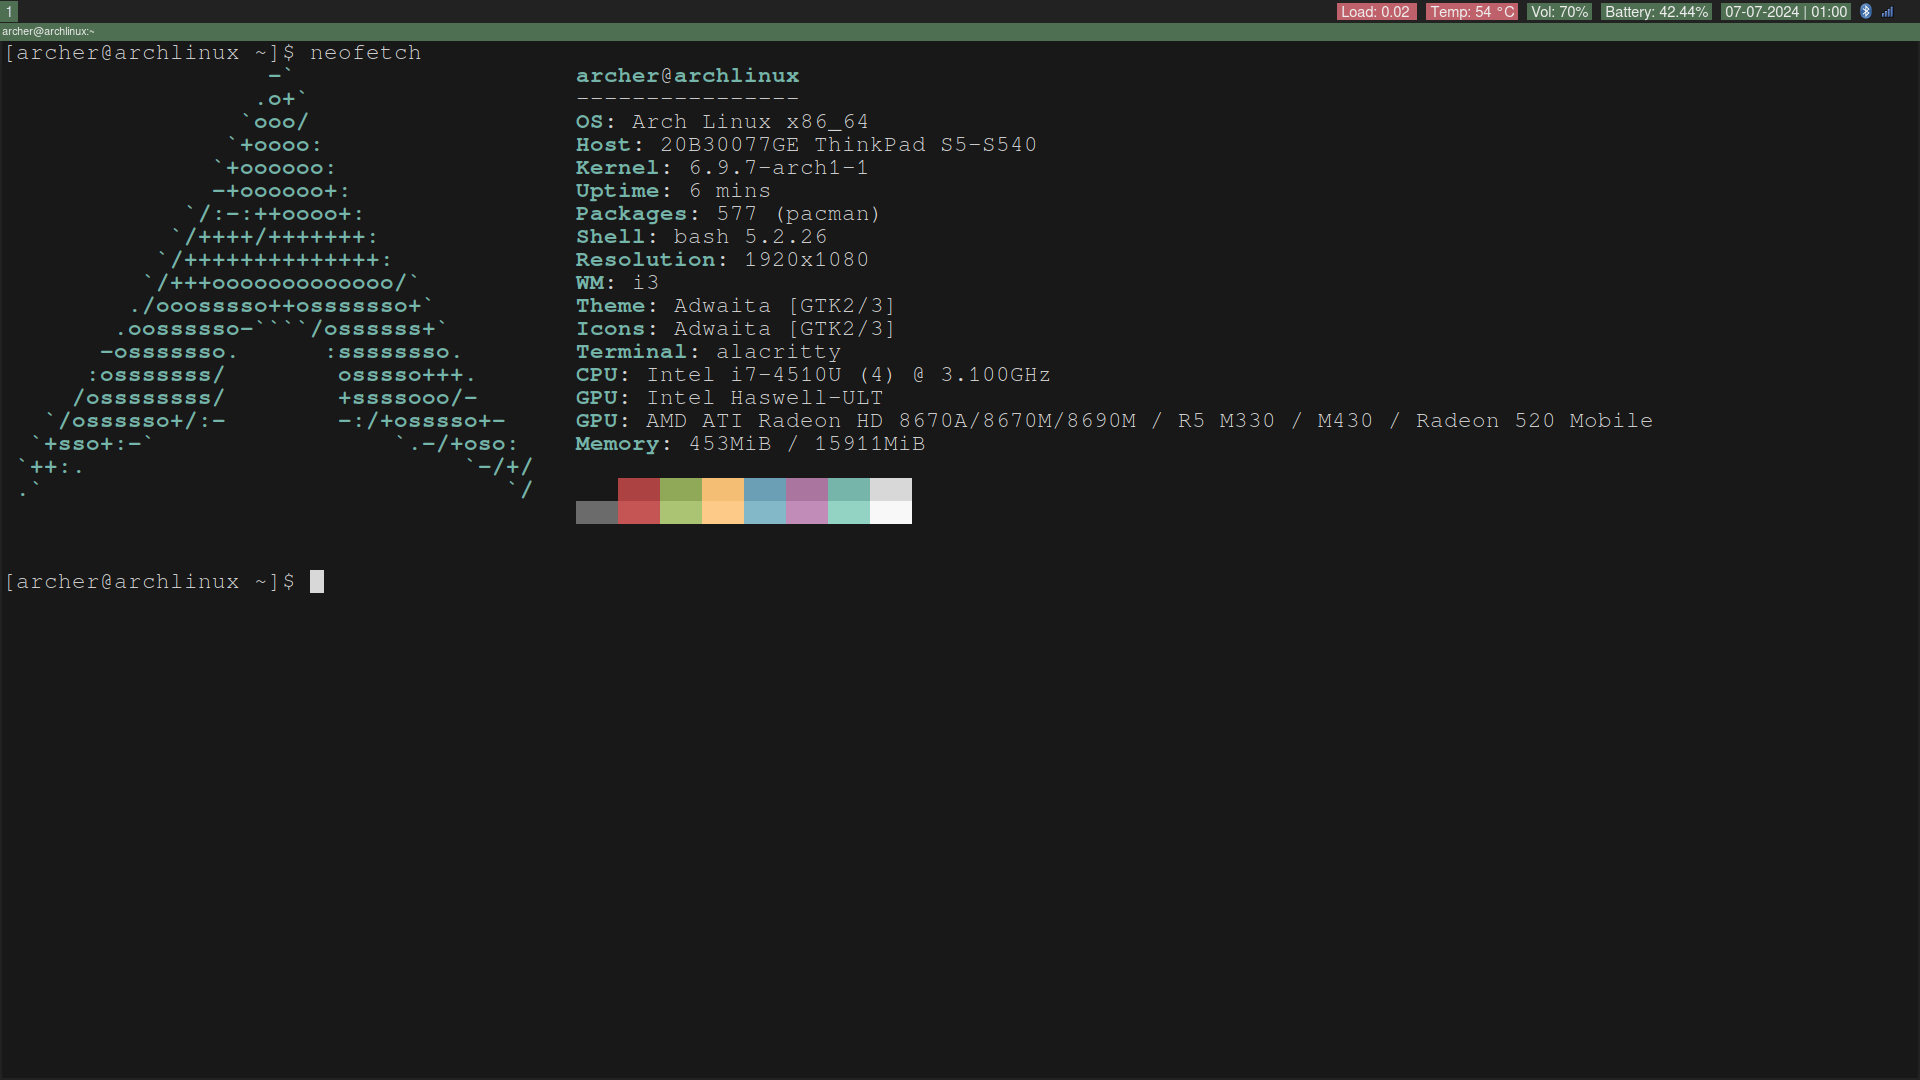 1 Load: 0.02 Temp: 54 °C Vol: 70% Battery: 42.44% 07-07-2024 | 01:00
archer@archlinux:~
[archer@archlinux ~]$ neofetch
                   -`
                  .o+`                   archer@archlinux
                 `ooo/                   ----------------
                `+oooo:                  OS: Arch Linux x86_64
               `+oooooo:                 Host: 20B30077GE ThinkPad S5-S540
               -+oooooo+:                Kernel: 6.9.7-arch1-1
             `/:-:++oooo+:               Uptime: 6 mins
            `/++++/+++++++:              Packages: 577 (pacman)
           `/++++++++++++++:             Shell: bash 5.2.26
          `/+++ooooooooooooo/`           Resolution: 1920x1080
         ./ooosssso++osssssso+`          WM: i3
        .oossssso-````/ossssss+`         Theme: Adwaita [GTK2/3]
       -osssssso.      :ssssssso.        Icons: Adwaita [GTK2/3]
      :osssssss/        osssso+++.       Terminal: alacritty
     /ossssssss/        +ssssooo/-       CPU: Intel i7-4510U (4) @ 3.100GHz
   `/ossssso+/:-        -:/+osssso+-     GPU: Intel Haswell-ULT
  `+sso+:-`                 `.-/+oso:    GPU: AMD ATI Radeon HD 8670A/8670M/8690M / R5 M330 / M430 / Radeon 520 Mobile
 `++:.                           `-/+/   Memory: 453MiB / 15911MiB
 .`                                 `/
[archer@archlinux ~]$